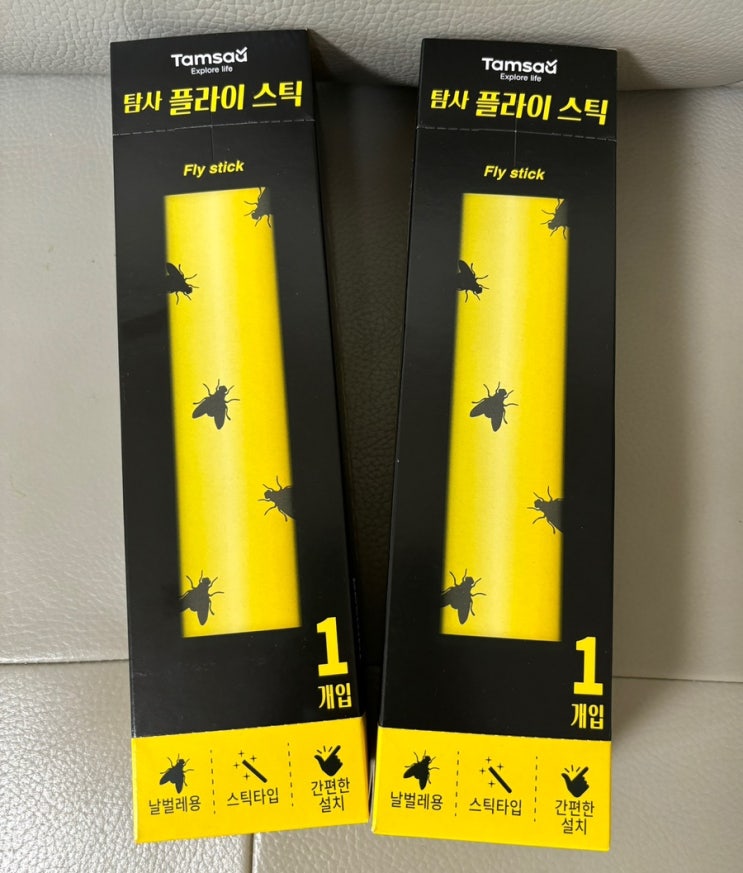 Tamsaa
Explore life
탐사 플라이 스틱
Fly stick
1
개입
날벌레용
스틱타입
간편한
설치
Tamsaa
Explore life
탐사 플라이 스틱
Fly stick
1
개입
날벌레용
스틱타입
간편한
설치